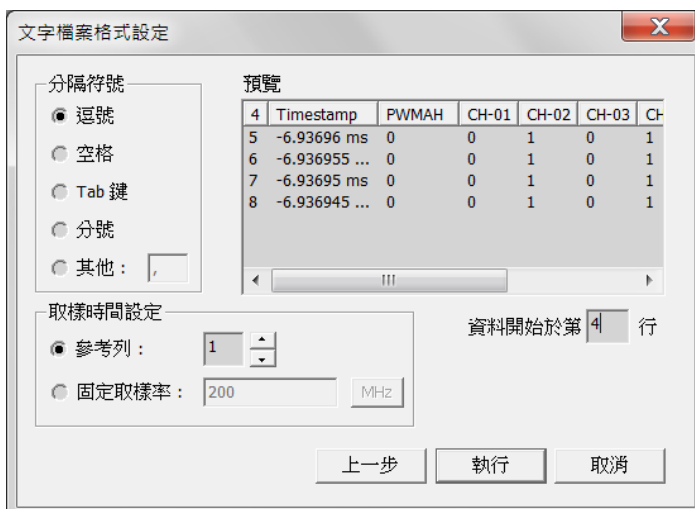 文字檔案格式設定
分隔符號
逗號
空格
Tab 鍵
分號
其他： ,
預覽
4 Timestamp PWMAH CH-01 CH-02 CH-03 CH
5 -6.93696 ms 0 0 1 0 1
6 -6.936955 ... 0 0 1 0 1
7 -6.93695 ms 0 0 1 0 1
8 -6.936945 ... 0 0 1 0 1
取樣時間設定
參考列： 1
固定取樣率： 200 MHz
資料開始於第 4 行
上一步 執行 取消